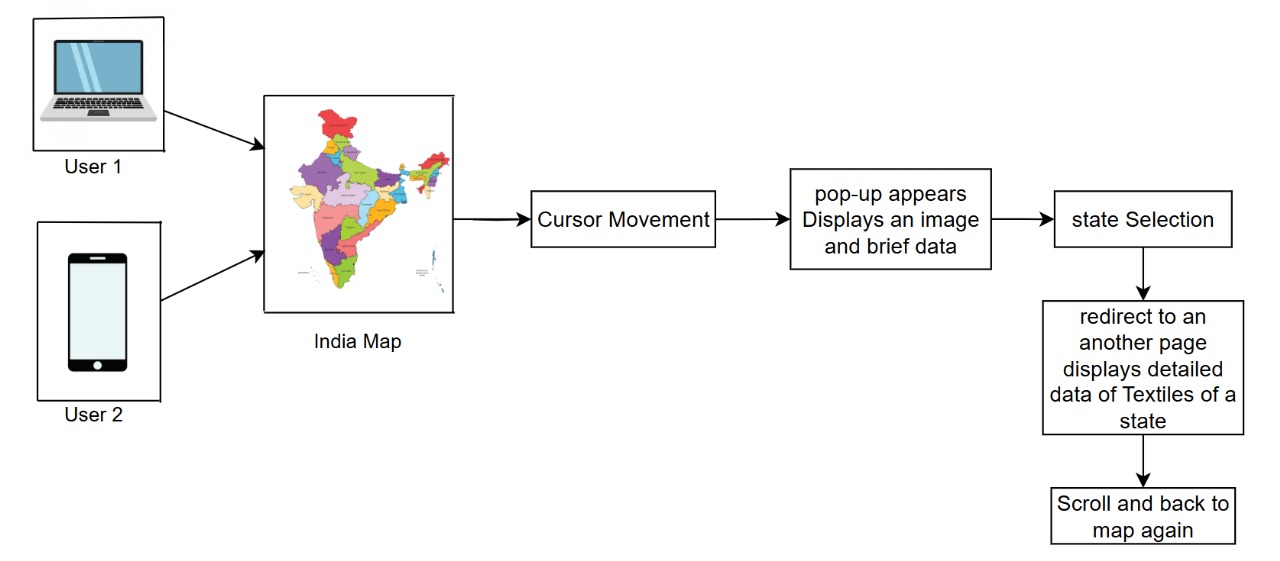 User 1
User 2
India Map
Cursor Movement
pop-up appears
Displays an image
and brief data
state Selection
redirect to an
another page
displays detailed
data of Textiles of a
state
Scroll and back to
map again